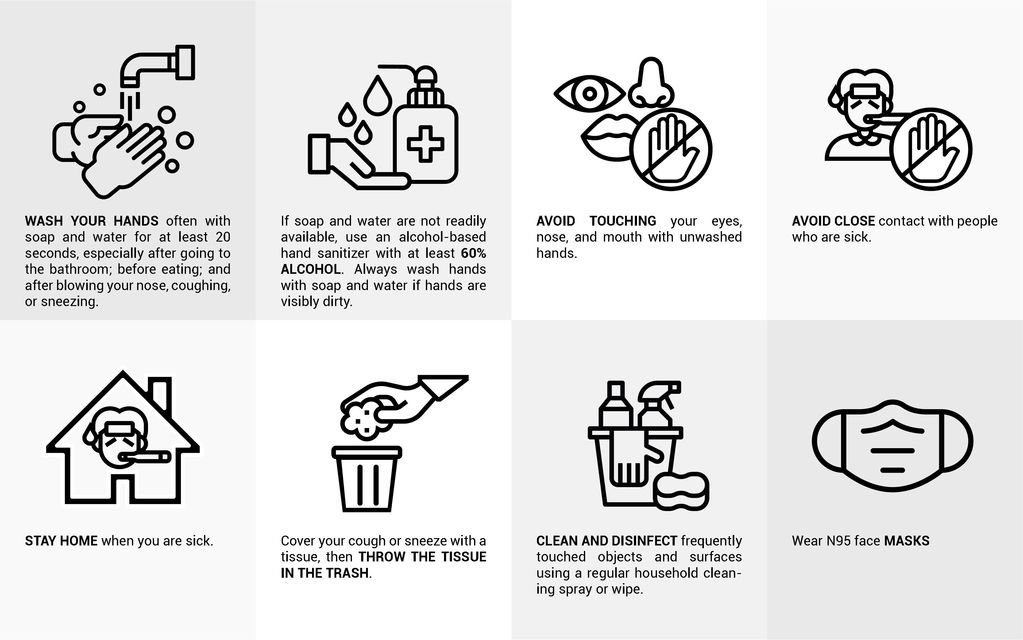 WASH YOUR HANDS often with
soap and water for at least 20
seconds, especially after going to
the bathroom; before eating; and
after blowing your nose, coughing,
or sneezing.
If soap and water are not readily
available, use an alcohol-based
hand sanitizer with at least 60%
ALCOHOL. Always wash hands
with soap and water if hands are
visibly dirty.
AVOID TOUCHING your eyes,
nose, and mouth with unwashed
hands.
AVOID CLOSE contact with people
who are sick.
STAY HOME when you are sick.
Cover your cough or sneeze with a
tissue, then THROW THE TISSUE
IN THE TRASH.
CLEAN AND DISINFECT frequently
touched objects and surfaces
using a regular household clean-
ing spray or wipe.
Wear N95 face MASKS